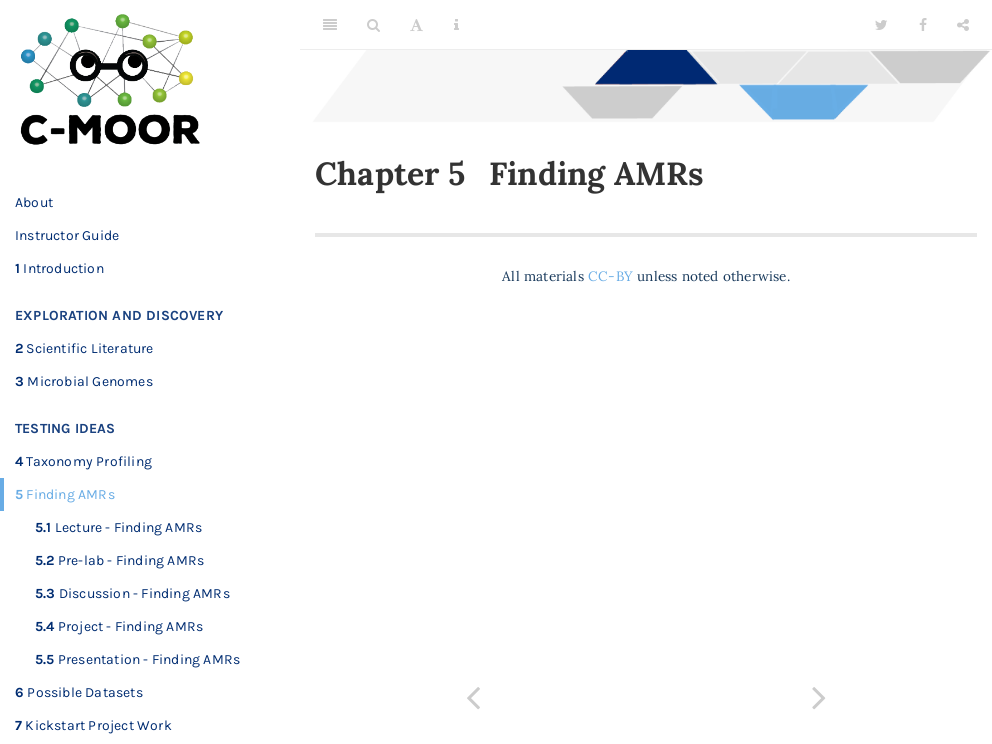 C-MOOR
About
Instructor Guide
1 Introduction
EXPLORATION AND DISCOVERY
2 Scientific Literature
3 Microbial Genomes
TESTING IDEAS
4 Taxonomy Profiling
5 Finding AMRs
5.1 Lecture - Finding AMRs
5.2 Pre-lab - Finding AMRs
5.3 Discussion - Finding AMRs
5.4 Project - Finding AMRs
5.5 Presentation - Finding AMRs
6 Possible Datasets
7 Kickstart Project Work
Chapter 5 Finding AMRs
All materials CC-BY unless noted otherwise.